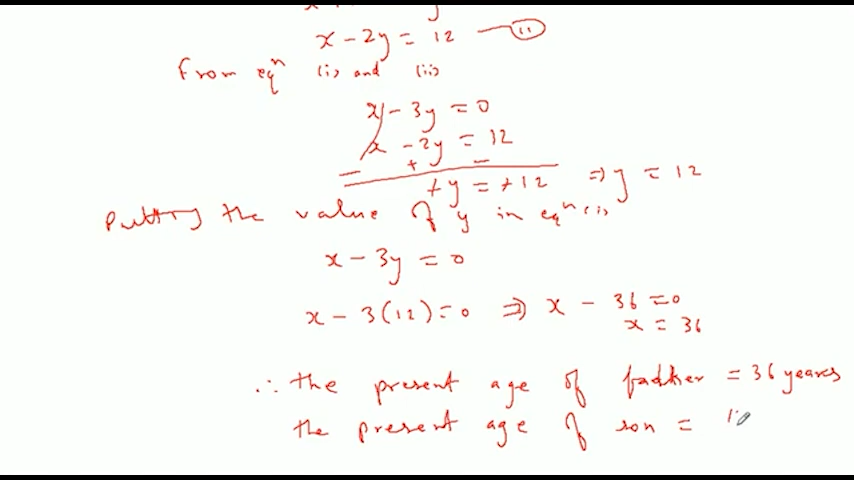 x - 2y = 12 — (ii)
from eqn (i) and (ii)
x - 3y = 0
x - 2y = 12
- + -
+y = +12 ⇒ y = 12
Putting the value of y in eqn (i)
x - 3y = 0
x - 3(12) = 0 ⇒ x - 36 = 0
x = 36
∴ the present age of father = 36 years
the present age of son =